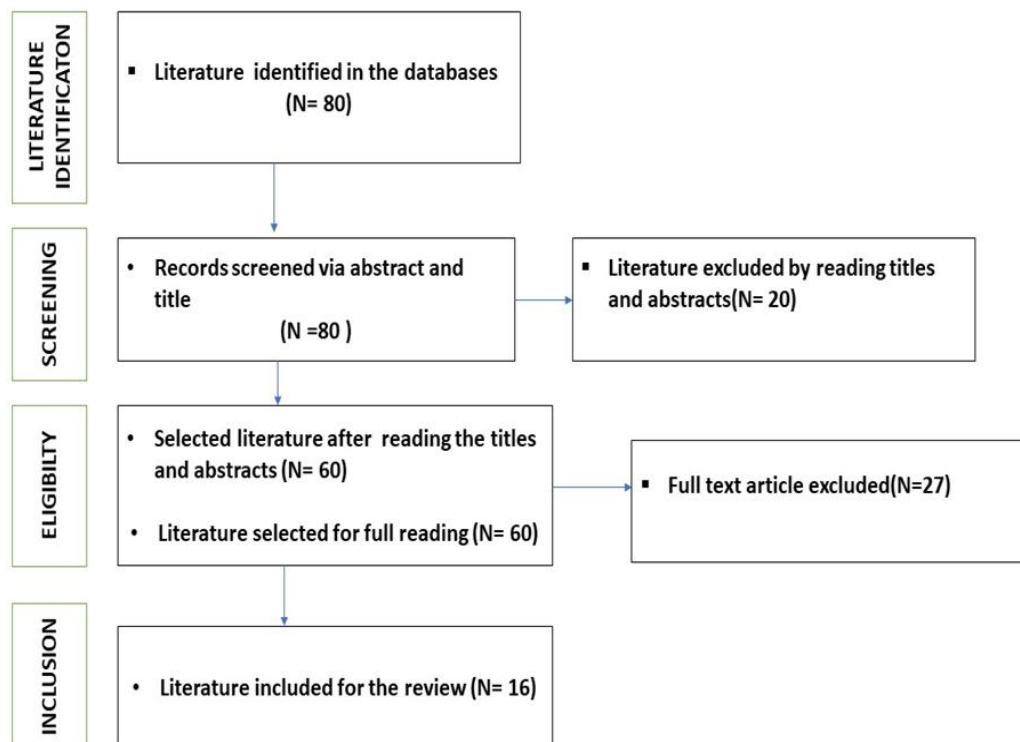 LITERATURE
IDENTIFICATON
▪ Literature identified in the databases
(N= 80)
SCREENING
• Records screened via abstract and
title
(N =80 )
▪ Literature excluded by reading titles
and abstracts(N= 20)
ELIGIBILTY
• Selected literature after reading the titles
and abstracts (N= 60)
• Literature selected for full reading (N= 60)
▪ Full text article excluded(N=27)
INCLUSION
• Literature included for the review (N= 16)